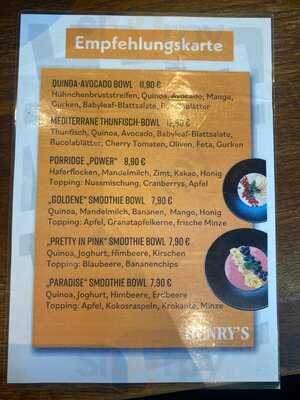 Empfehlungskarte
QUINOA-AVOCADO BOWL 11,90 €
Hühnchenbruststreifen, Quinoa, Avocado, Mango,
Gurken, Babyleaf-Blattsalate, Rucolablätter
MEDITERRANE THUNFISCH-BOWL 12,90 €
Thunfisch, Quinoa, Avocado, Babyleaf-Blattsalate,
Rucolablätter, Cherry Tomaten, Oliven, Feta, Gurken
PORRIDGE „POWER“ 8,90 €
Haferflocken, Mandelmilch, Zimt, Kakao, Honig
Topping: Nussmischung, Cranberrys, Apfel
„GOLDENE“ SMOOTHIE BOWL 7,90 €
Quinoa, Mandelmilch, Bananen, Mango, Honig
Topping: Apfel, Granatapfelkerne, frische Minze
„PRETTY IN PINK“ SMOOTHIE BOWL 7,90 €
Quinoa, Joghurt, Himbeere, Kirschen
Topping: Blaubeere, Bananenchips
„PARADISE“ SMOOTHIE BOWL 7,90 €
Quinoa, Joghurt, Himbeere, Erdbeere
Topping: Apfel, Kokosraspeln, Krokante, Minze
HENRY'S